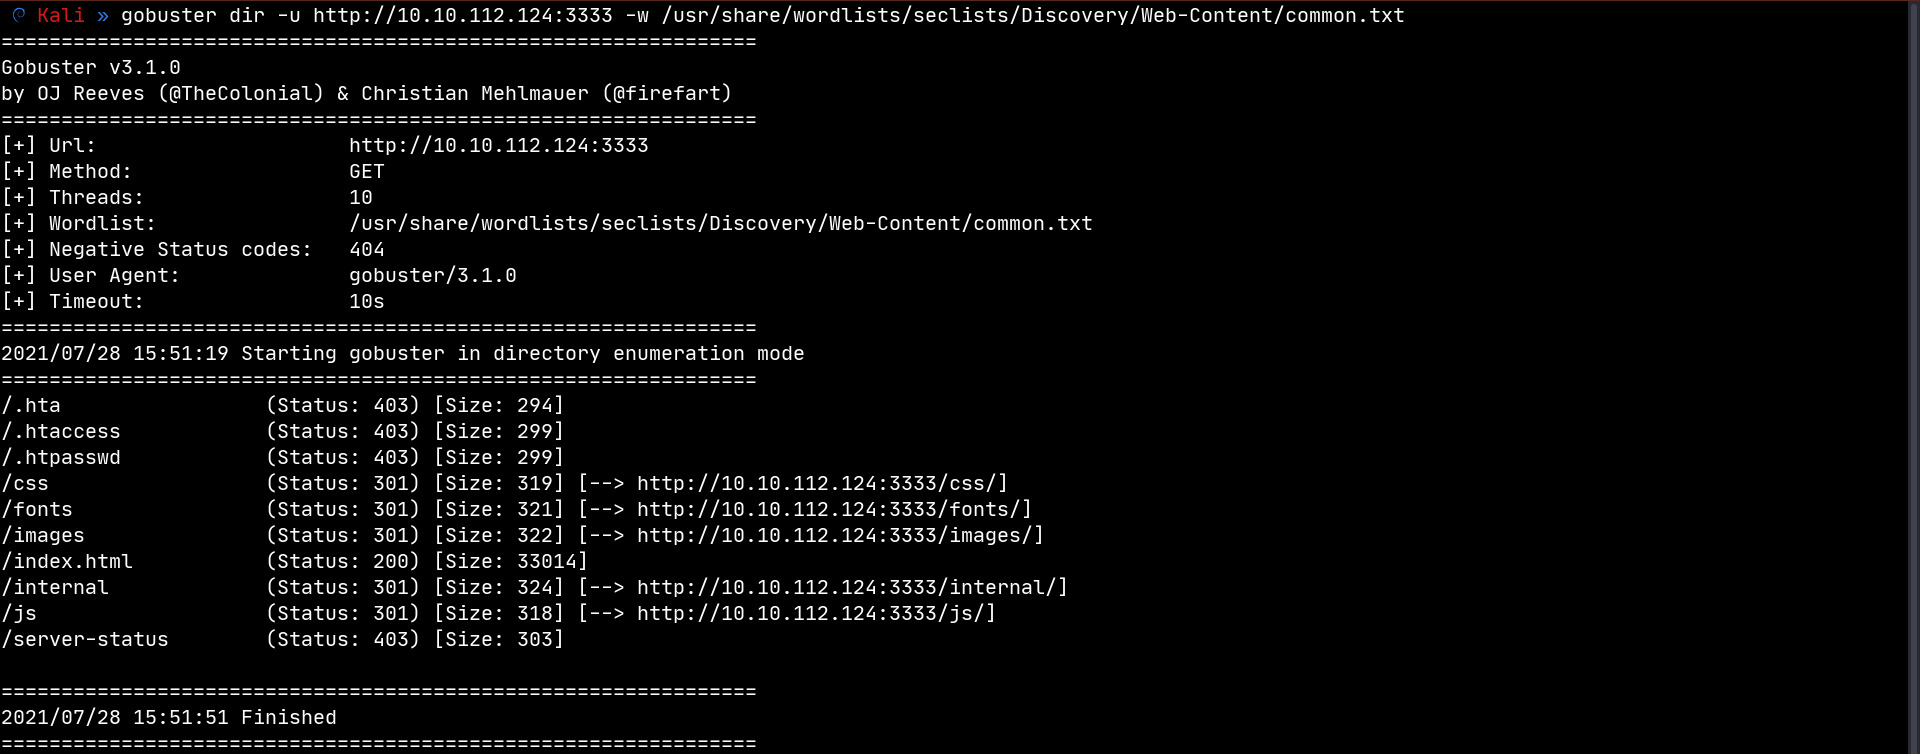 Kali » gobuster dir -u http://10.10.112.124:3333 -w /usr/share/wordlists/seclists/Discovery/Web-Content/common.txt
===============================================================
Gobuster v3.1.0
by OJ Reeves (@TheColonial) & Christian Mehlmauer (@firefart)
===============================================================
[+] Url:                     http://10.10.112.124:3333
[+] Method:                  GET
[+] Threads:                 10
[+] Wordlist:                /usr/share/wordlists/seclists/Discovery/Web-Content/common.txt
[+] Negative Status codes:   404
[+] User Agent:              gobuster/3.1.0
[+] Timeout:                 10s
===============================================================
2021/07/28 15:51:19 Starting gobuster in directory enumeration mode
===============================================================
/.hta                 (Status: 403) [Size: 294]
/.htaccess            (Status: 403) [Size: 299]
/.htpasswd            (Status: 403) [Size: 299]
/css                  (Status: 301) [Size: 319] [--> http://10.10.112.124:3333/css/]
/fonts                (Status: 301) [Size: 321] [--> http://10.10.112.124:3333/fonts/]
/images               (Status: 301) [Size: 322] [--> http://10.10.112.124:3333/images/]
/index.html           (Status: 200) [Size: 33014]
/internal             (Status: 301) [Size: 324] [--> http://10.10.112.124:3333/internal/]
/js                   (Status: 301) [Size: 318] [--> http://10.10.112.124:3333/js/]
/server-status        (Status: 403) [Size: 303]
===============================================================
2021/07/28 15:51:51 Finished
===============================================================